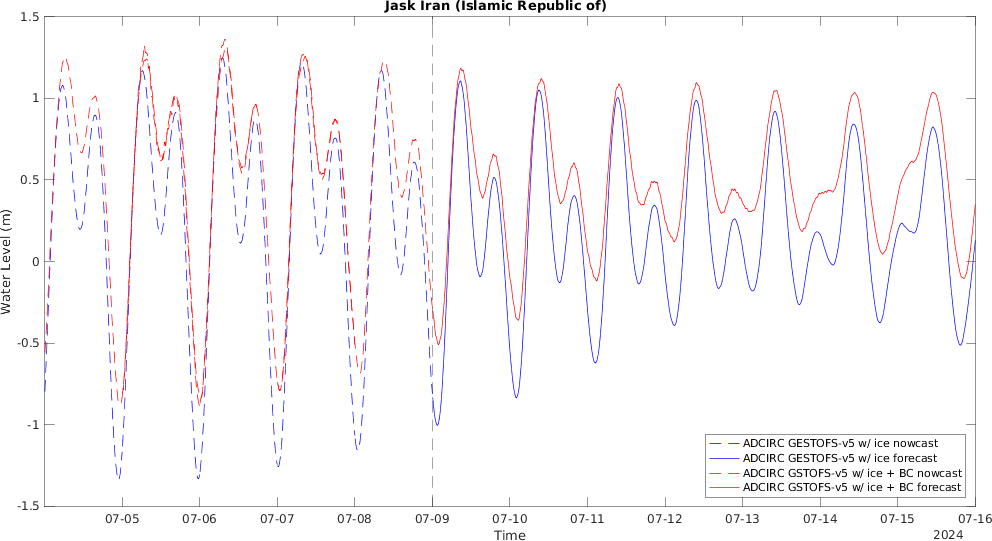 Jask Iran (Islamic Republic of)
1.5
1
0.5
0
-0.5
-1
-1.5
Water Level (m)
07-05 07-06 07-07 07-08 07-09 07-10 07-11 07-12 07-13 07-14 07-15 07-16
Time
2024
ADCIRC GESTOFS-v5 w/ ice nowcast
ADCIRC GESTOFS-v5 w/ ice forecast
ADCIRC GSTOFS-v5 w/ ice + BC nowcast
ADCIRC GSTOFS-v5 w/ ice + BC forecast